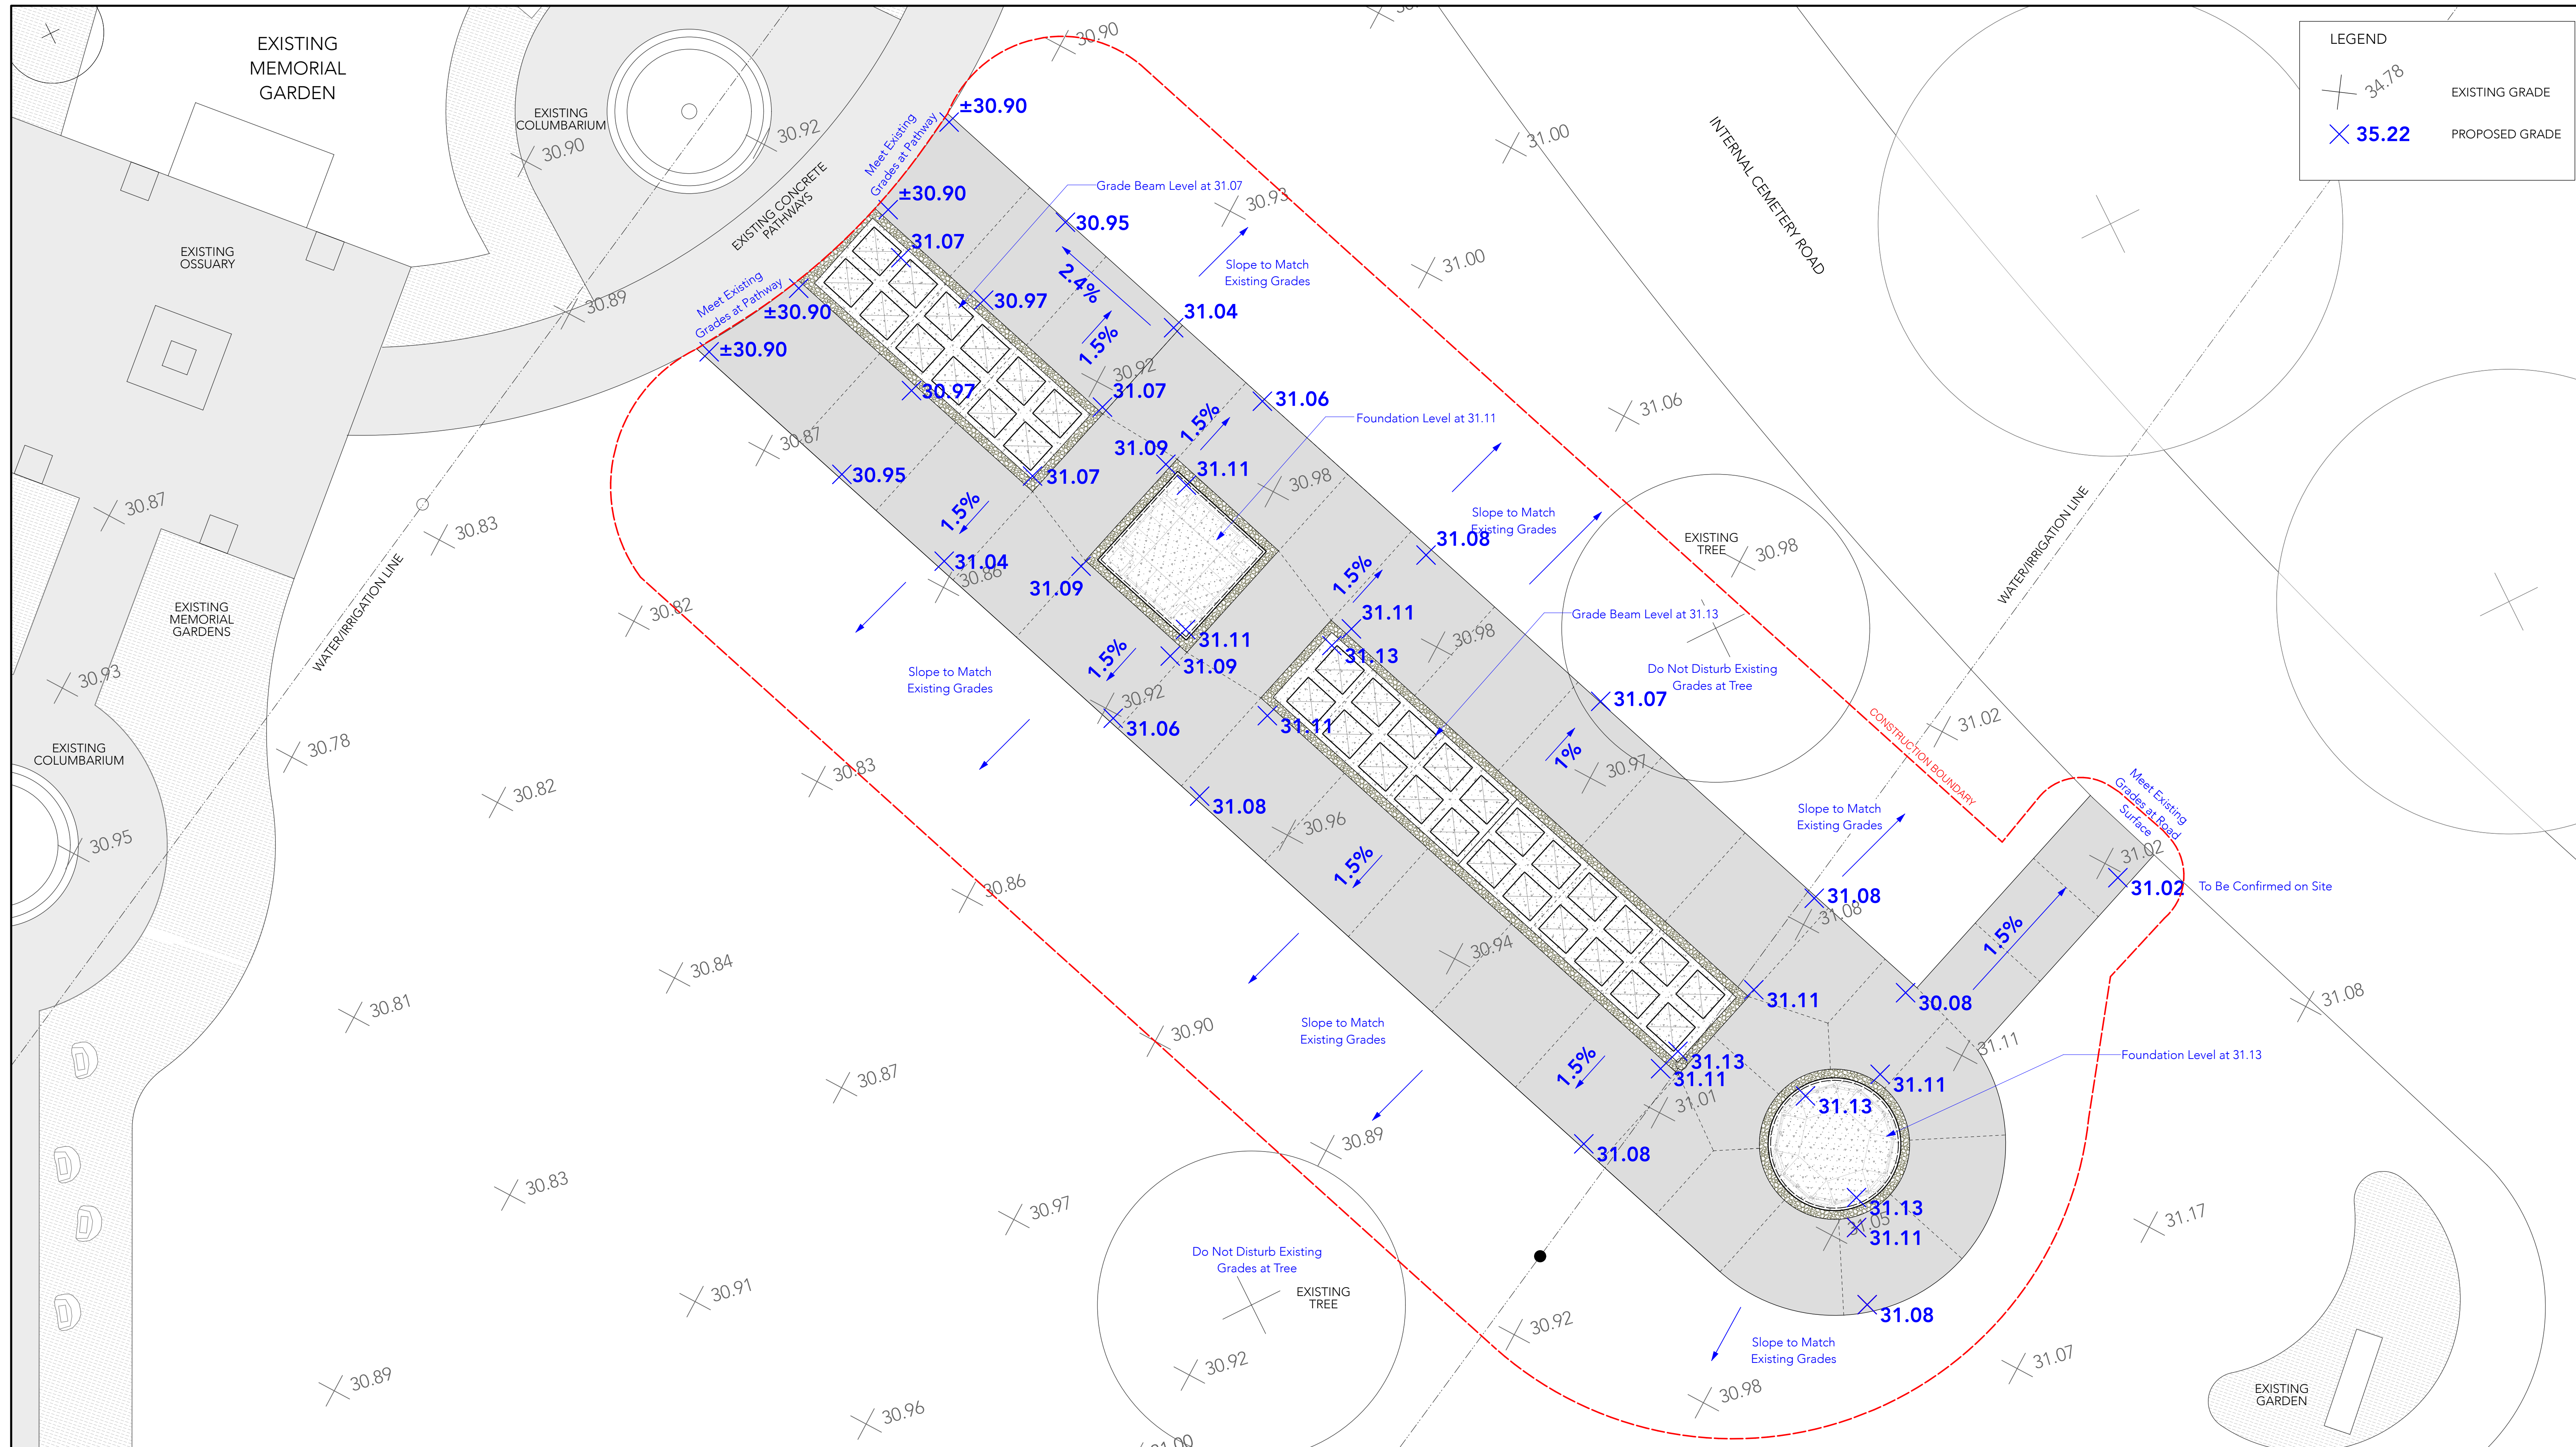 EXISTING
MEMORIAL
GARDEN
LEGEND
34.78
EXISTING GRADE
35.22
PROPOSED GRADE
30.90
±30.90
EXISTING
COLUMBARIUM
30.92
30.90
Meet Existing
Grades at Pathway
31.00
INTERNAL CEMETERY ROAD
EXISTING CONCRETE
PATHWAYS
Grade Beam Level at 31.07
±30.90
30.93
30.95
31.07
EXISTING
OSSUARY
Slope to Match
Existing Grades
31.00
2.4%
Meet Existing
Grades at Pathway
30.89
±30.90
30.97
31.04
1.5%
±30.90
30.92
30.97
31.07
31.06
31.06
Foundation Level at 31.11
1.5%
30.87
31.09
31.11
30.95
31.07
30.98
30.87
1.5%
30.83
Slope to Match
Existing Grades
31.08
EXISTING
TREE
30.98
WATER/IRRIGATION LINE
31.04
30.86
31.09
1.5%
EXISTING
MEMORIAL
GARDENS
WATER/IRRIGATION LINE
30.82
31.11
Grade Beam Level at 31.13
31.11
31.09
30.98
31.13
1.5%
Slope to Match
Existing Grades
Do Not Disturb Existing
Grades at Tree
30.93
30.92
31.06
31.11
31.07
CONSTRUCTION BOUNDARY
31.02
EXISTING
COLUMBARIUM
30.78
1%
30.97
30.83
30.82
31.08
Slope to Match
Existing Grades
Meet Existing
Grades at Road
Surface
30.95
30.96
1.5%
31.02
31.02
To Be Confirmed on Site
30.86
31.08
31.08
1.5%
30.94
30.84
31.11
30.08
31.08
30.81
Slope to Match
Existing Grades
30.90
31.11
Foundation Level at 31.13
30.87
1.5%
31.13
31.11
31.11
31.13
31.01
30.89
31.08
30.83
31.13
31.05
31.11
30.97
31.17
Do Not Disturb Existing
Grades at Tree
EXISTING
TREE
30.91
31.08
30.92
Slope to Match
Existing Grades
30.92
31.07
30.89
30.98
EXISTING
GARDEN
30.96
31.00